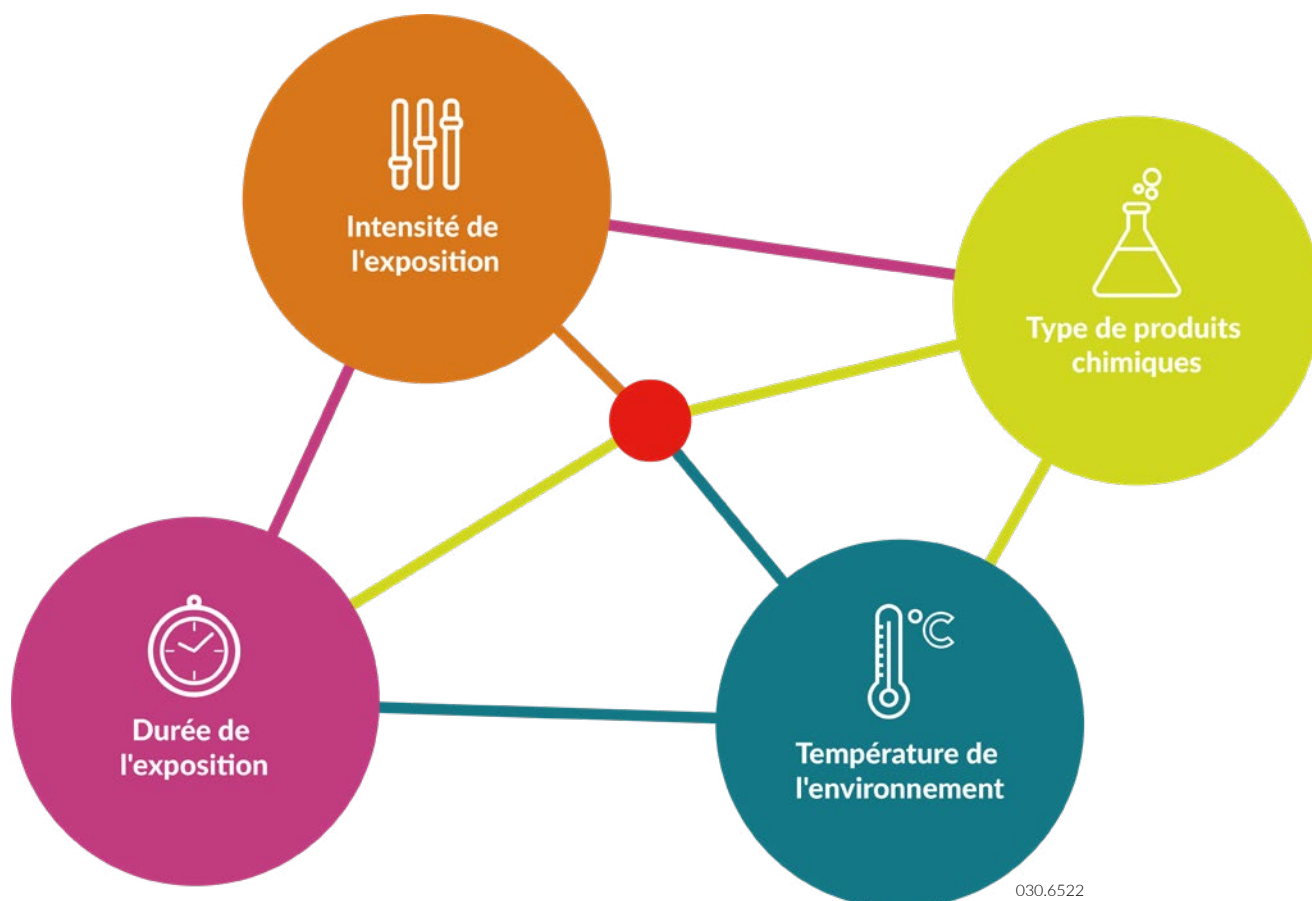 Intensité de
l'exposition
Type de produits
chimiques
°C
Durée de
l'exposition
Température de
l'environnement
030.6522